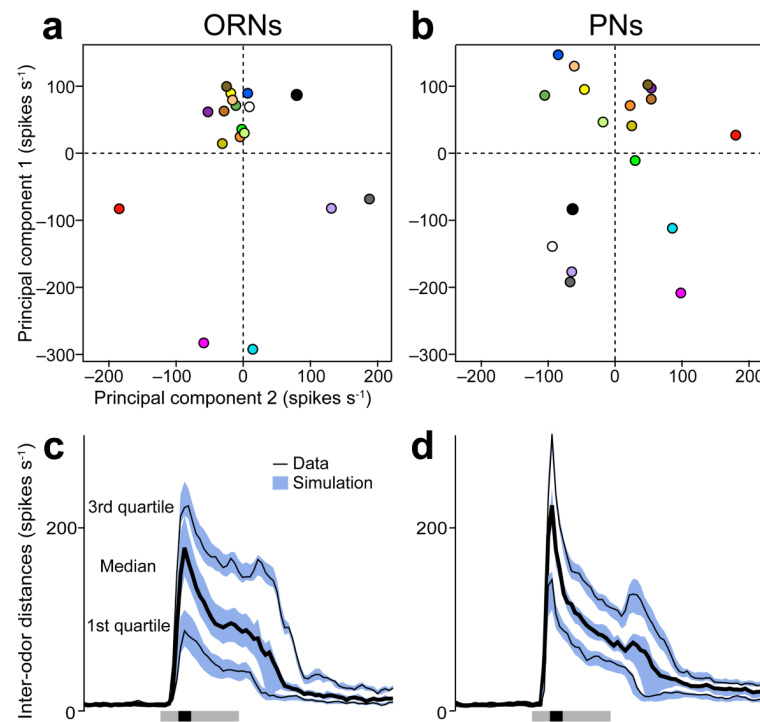 a ORNs
b PNs
Principal component 1 (spikes s-1)
100
0
–100
–200
–300
–200 –100 0 100 200
Principal component 2 (spikes s-1)
100
0
–100
–200
–300
–200 –100 0 100 200
c
d
Inter-odor distances (spikes s-1)
Data
Simulation
3rd quartile
200
Median
1st quartile
0
200
0